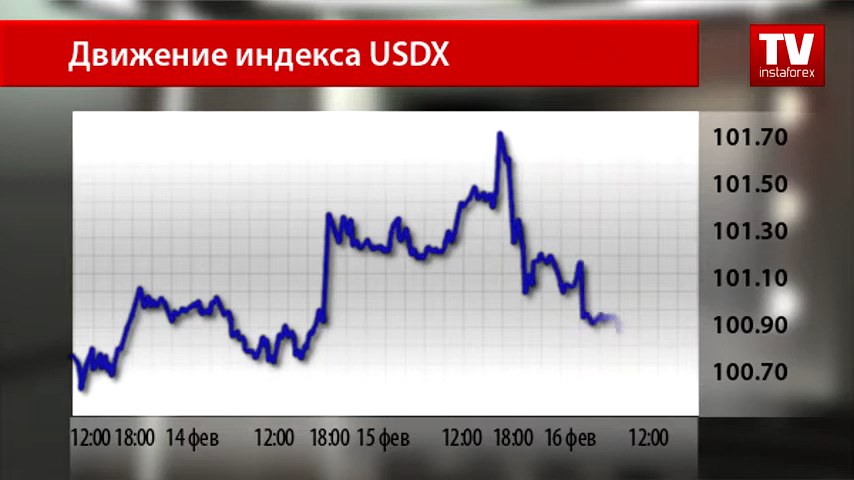 Движение индекса USDX
TV
instaforex
101.70
101.50
101.30
101.10
100.90
100.70
12:00 18:00 14 фев 12:00 18:00 15 фев 12:00 18:00 16 фев 12:00